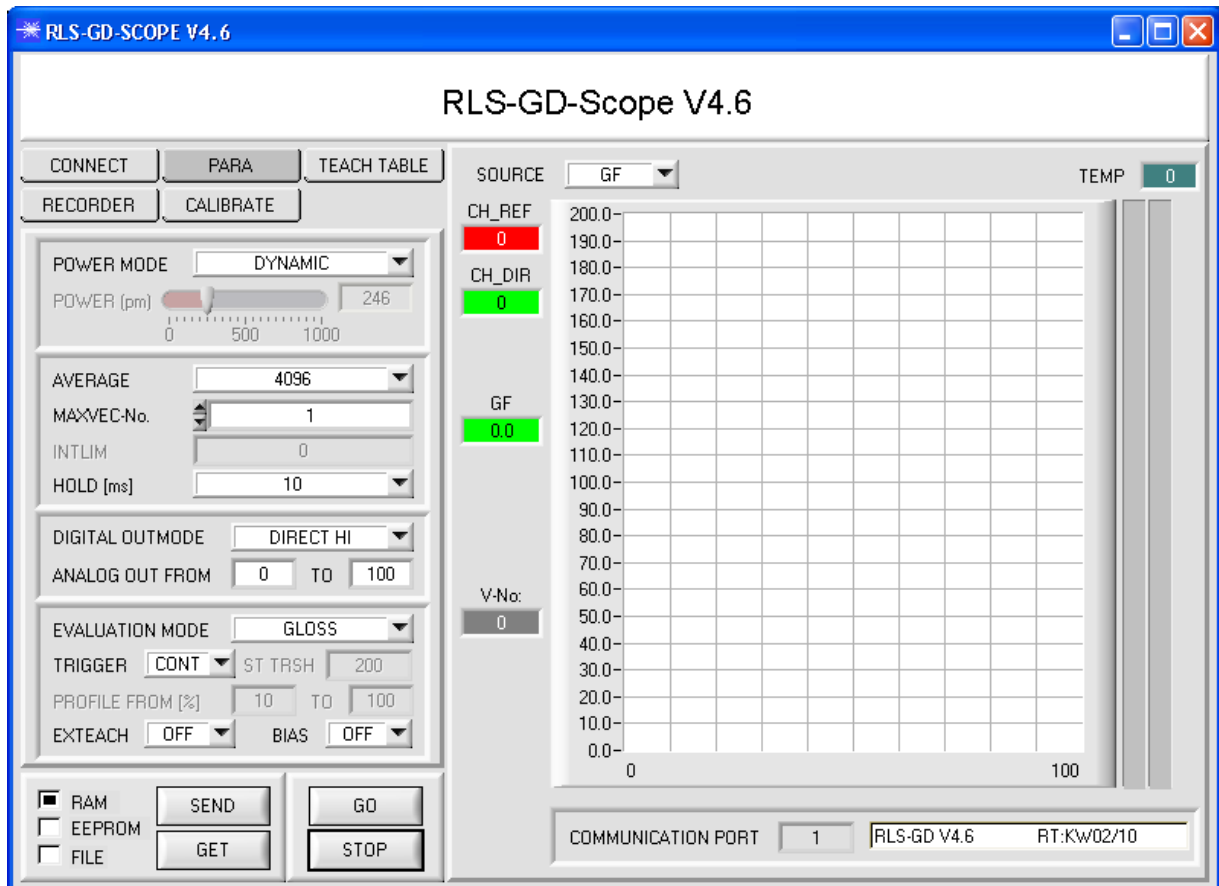 RLS-GD-SCOPE V4.6
RLS-GD-Scope V4.6
CONNECT PARA TEACH TABLE
RECORDER CALIBRATE
POWER MODE DYNAMIC
POWER (pm) 246
0 500 1000
AVERAGE 4096
MAXVEC-No. 1
INTLIM 0
HOLD [ms] 10
DIGITAL OUTMODE DIRECT HI
ANALOG OUT FROM 0 TO 100
EVALUATION MODE GLOSS
TRIGGER CONT ST TRSH 200
PROFILE FROM [%] 10 TO 100
EXTEACH OFF BIAS OFF
RAM
EEPROM
FILE
SEND
GET
GO
STOP
SOURCE GF
TEMP 0
CH_REF
0
CH_DIR
0
GF
0.0
V-No:
0
200.0
190.0
180.0
170.0
160.0
150.0
140.0
130.0
120.0
110.0
100.0
90.0
80.0
70.0
60.0
50.0
40.0
30.0
20.0
10.0
0.0
0 100
COMMUNICATION PORT 1 RLS-GD V4.6 RT:KW02/10